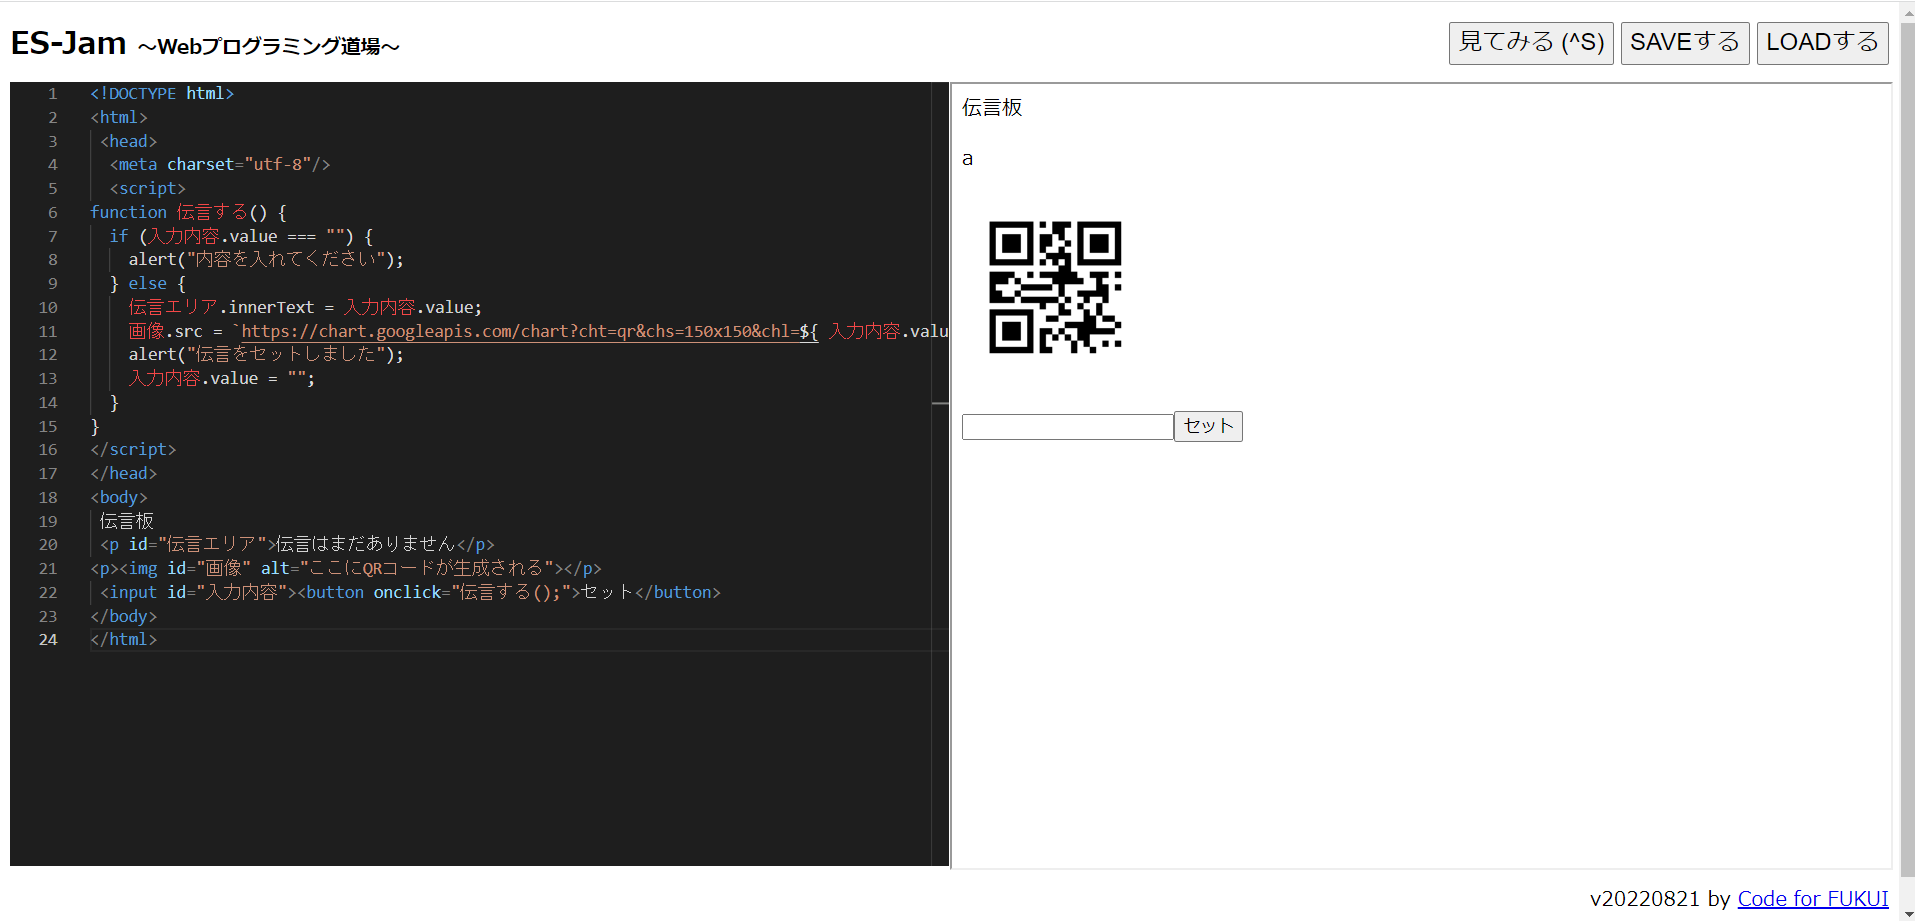 ES-Jam ～Webプログラミング道場～
見てみる (^S) SAVEする LOADする
1 <!DOCTYPE html>
2 <html>
3 <head>
4 <meta charset="utf-8"/>
5 <script>
6 function 伝言する() {
7 if (入力内容.value === "") {
8 alert("内容を入れてください");
9 } else {
10 伝言エリア.innerText = 入力内容.value;
11 画像.src = `https://chart.googleapis.com/chart?cht=qr&chs=150x150&chl=${ 入力内容.valu
12 alert("伝言をセットしました");
13 入力内容.value = "";
14 }
15 }
16 </script>
17 </head>
18 <body>
19 伝言板
20 <p id="伝言エリア">伝言はまだありません</p>
21 <p><img id="画像" alt="ここにQRコードが生成される"></p>
22 <input id="入力内容"><button onclick="伝言する();">セット</button>
23 </body>
24 </html>
伝言板
a
セット
v20220821 by Code for FUKUI